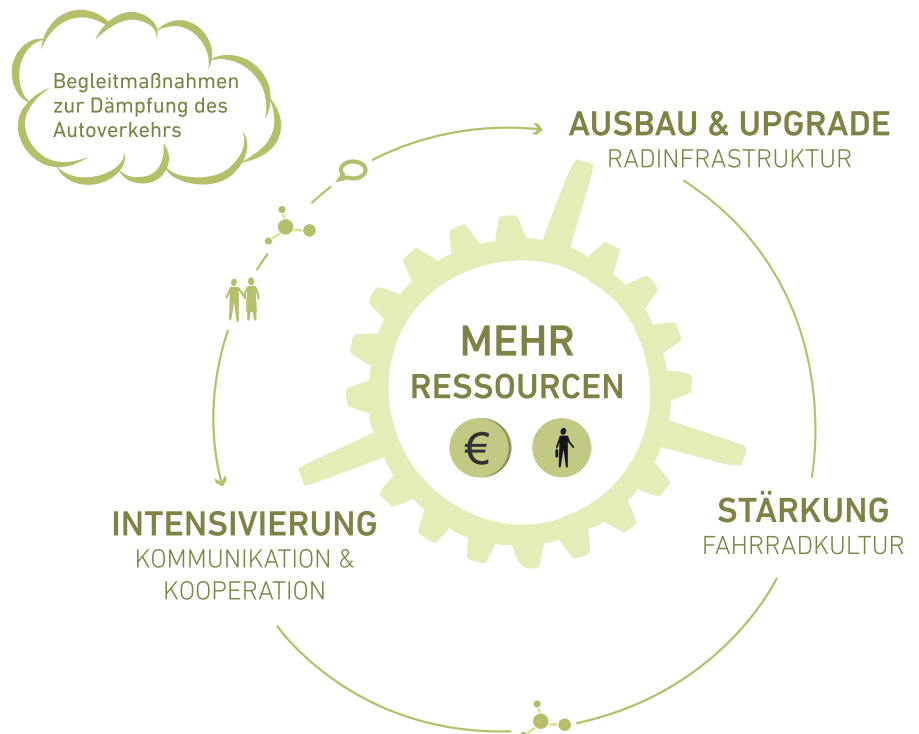 Begleitmaßnahmen
zur Dämpfung des
Autoverkehrs
AUSBAU & UPGRADE
RADINFRASTRUKTUR
MEHR
RESSOURCEN
€
STÄRKUNG
FAHRRADKULTUR
INTENSIVIERUNG
KOMMUNIKATION &
KOOPERATION